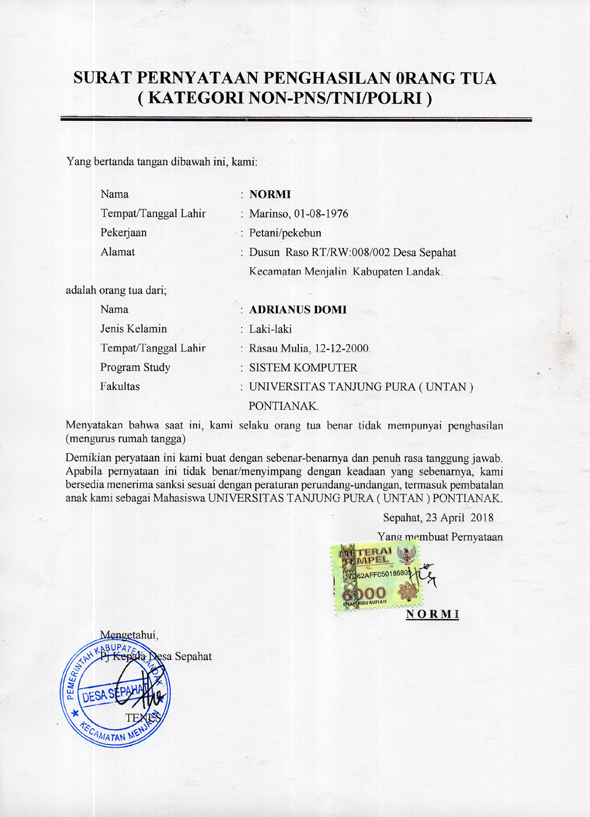 SURAT PERNYATAAN PENGHASILAN 0RANG TUA
( KATEGORI NON-PNS/TNI/POLRI )
Yang bertanda tangan dibawah ini, kami:
Nama : NORMI
Tempat/Tanggal Lahir : Marinso, 01-08-1976
Pekerjaan : Petani/pekebun
Alamat : Dusun Raso RT/RW:008/002 Desa Sepahat
Kecamatan Menjalin Kabupaten Landak.
adalah orang tua dari;
Nama : ADRIANUS DOMI
Jenis Kelamin : Laki-laki
Tempat/Tanggal Lahir : Rasau Mulia, 12-12-2000.
Program Study : SISTEM KOMPUTER
Fakultas : UNIVERSITAS TANJUNG PURA ( UNTAN )
PONTIANAK.
Menyatakan bahwa saat ini, kami selaku orang tua benar tidak mempunyai penghasilan
(mengurus rumah tangga)
Demikian peryataan ini kami buat dengan sebenar-benarnya dan penuh rasa tanggung jawab.
Apabila pernyataan ini tidak benar/menyimpang dengan keadaan yang sebenarnya, kami
bersedia menerima sanksi sesuai dengan peraturan perundang-undangan, termasuk pembatalan
anak kami sebagai Mahasiswa UNIVERSITAS TANJUNG PURA ( UNTAN ) PONTIANAK.
Sepahat, 23 April 2018
Yang membuat Pernyataan
METERAI
TEMPEL
6000
ENAM RIBU RUPIAH
N O R M I
Mengetahui,
Pj Kepala Desa Sepahat
PEMERINTAH KABUPATEN LANDAK
DESA SEPAHAT
KECAMATAN MENJALIN
TENES